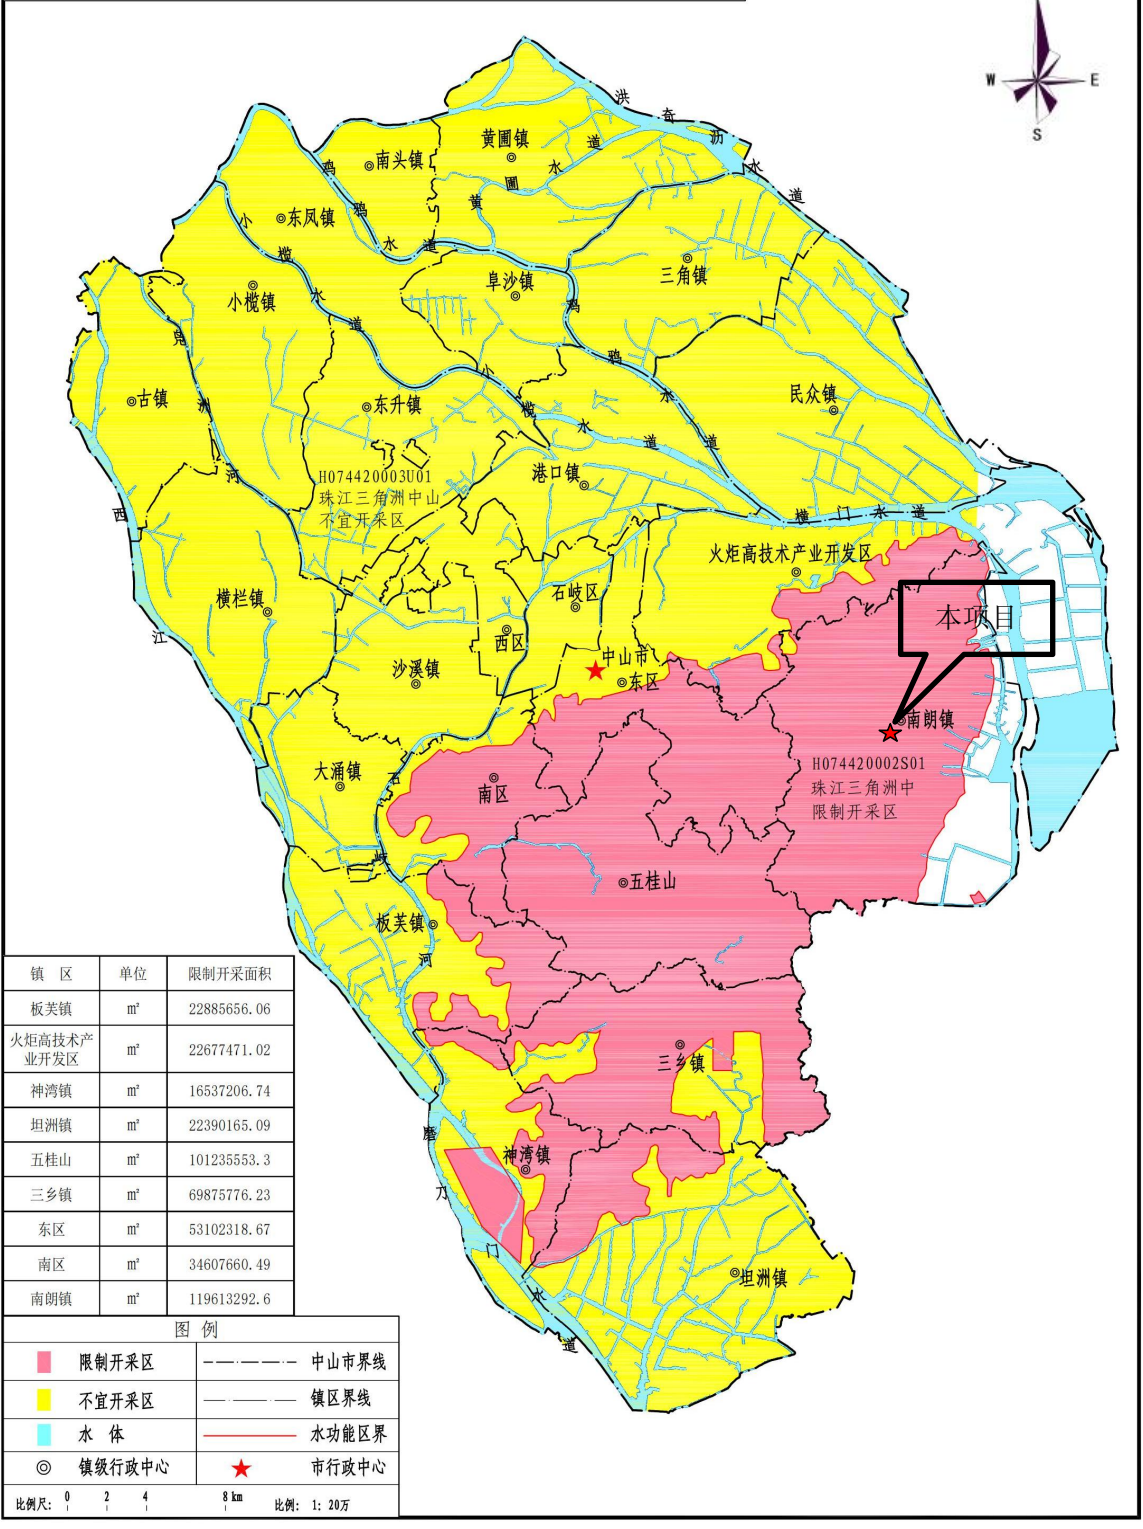 W E
S
洪奇沥水道
黄圃镇
南头镇
黄圃水道
鸡鸦水道
东凤镇
小榄水道
三角镇
阜沙镇
小榄镇
鸡鸦水道
古镇
东升镇
民众镇
小榄水道
港口镇
H074420003U01
珠江三角洲中山
不宜开采区
凫洲河
西江
横门水道
火炬高技术产业开发区
横栏镇
石岐区
西区
本项目
中山市
东区
沙溪镇
南朗镇
H074420002S01
珠江三角洲中
限制开采区
大涌镇
南区
石岐河
五桂山
板芙镇
三乡镇
神湾镇
磨刀门水道
坦洲镇
镇 区 单位 限制开采面积
板芙镇 m² 22885656.06
火炬高技术产
业开发区 m² 22677471.02
神湾镇 m² 16537206.74
坦洲镇 m² 22390165.09
五桂山 m² 101235553.3
三乡镇 m² 69875776.23
东区 m² 53102318.67
南区 m² 34607660.49
南朗镇 m² 119613292.6
图 例
限制开采区 中山市界线
不宜开采区 镇区界线
水 体 水功能区界
镇级行政中心 市行政中心
比例尺: 0 2 4 8 km 比例: 1: 20万